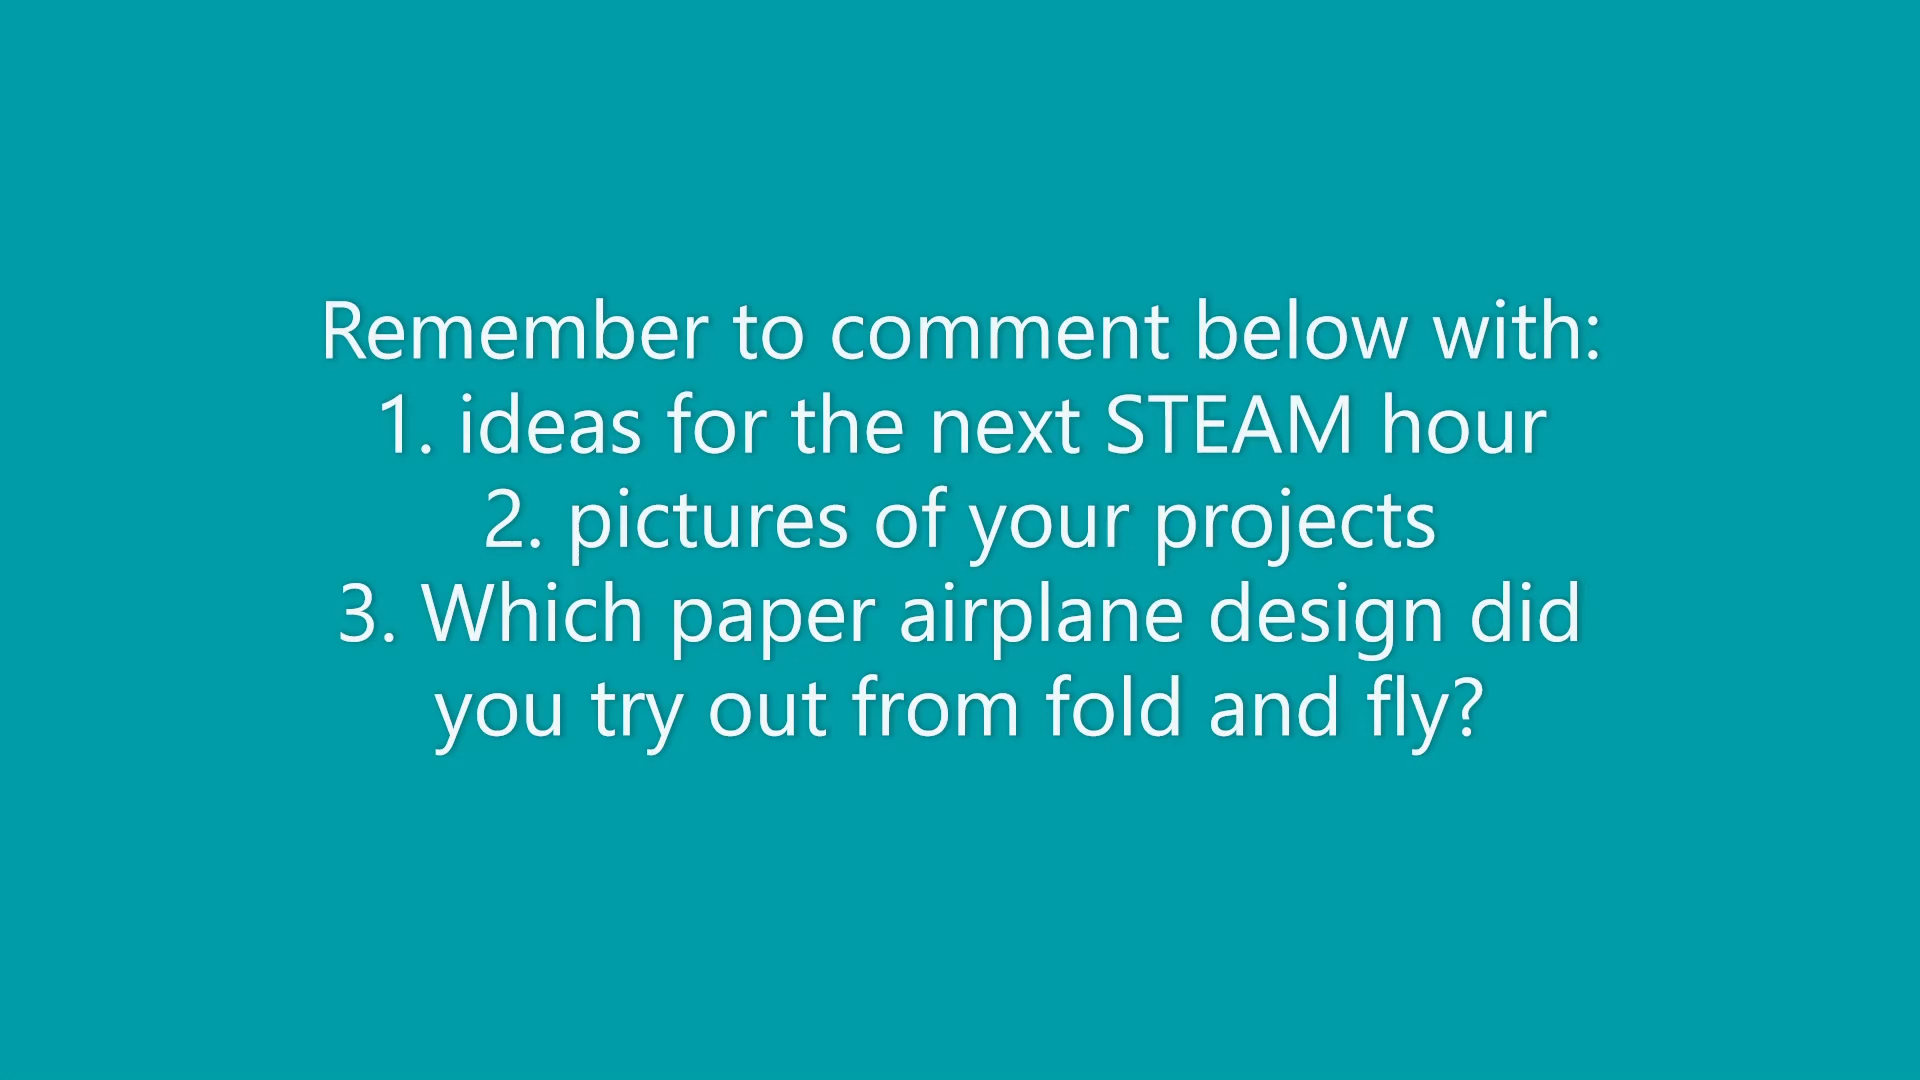 Remember to comment below with:
1. ideas for the next STEAM hour
2. pictures of your projects
3. Which paper airplane design did
you try out from fold and fly?